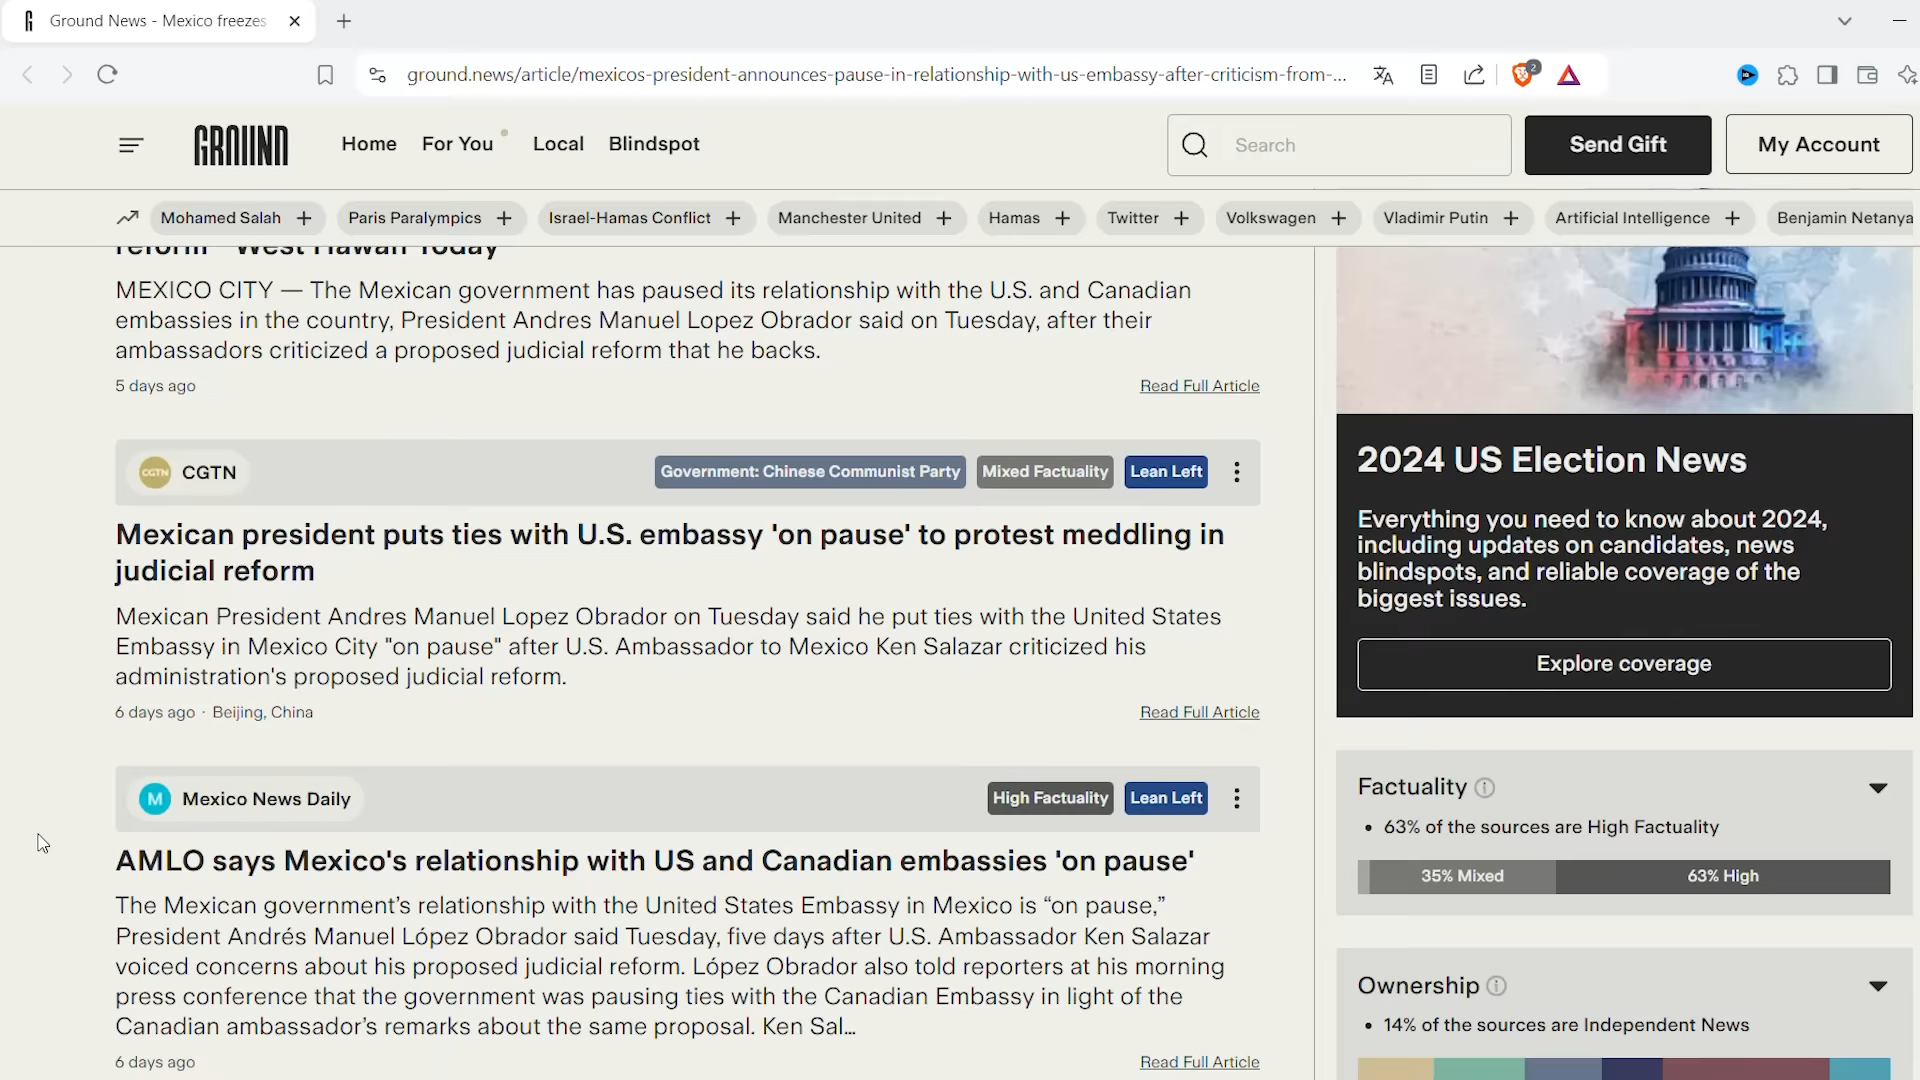 Ground News - Mexico freezes
ground.news/article/mexicos-president-announces-pause-in-relationship-with-us-embassy-after-criticism-from-...
2
GROUND
Home
For You
Local
Blindspot
Search
Send Gift
My Account
Mohamed Salah +
Paris Paralympics +
Israel-Hamas Conflict +
Manchester United +
Hamas +
Twitter +
Volkswagen +
Vladimir Putin +
Artificial Intelligence +
Benjamin Netanya
reform - West Hawaii Today
MEXICO CITY — The Mexican government has paused its relationship with the U.S. and Canadian
embassies in the country, President Andres Manuel Lopez Obrador said on Tuesday, after their
ambassadors criticized a proposed judicial reform that he backs.
5 days ago
Read Full Article
CGTN CGTN
Government: Chinese Communist Party
Mixed Factuality
Lean Left
Mexican president puts ties with U.S. embassy 'on pause' to protest meddling in
judicial reform
Mexican President Andres Manuel Lopez Obrador on Tuesday said he put ties with the United States
Embassy in Mexico City "on pause" after U.S. Ambassador to Mexico Ken Salazar criticized his
administration's proposed judicial reform.
6 days ago · Beijing, China
Read Full Article
M Mexico News Daily
High Factuality
Lean Left
AMLO says Mexico's relationship with US and Canadian embassies 'on pause'
The Mexican government’s relationship with the United States Embassy in Mexico is “on pause,”
President Andrés Manuel López Obrador said Tuesday, five days after U.S. Ambassador Ken Salazar
voiced concerns about his proposed judicial reform. López Obrador also told reporters at his morning
press conference that the government was pausing ties with the Canadian Embassy in light of the
Canadian ambassador’s remarks about the same proposal. Ken Sal...
6 days ago
Read Full Article
2024 US Election News
Everything you need to know about 2024,
including updates on candidates, news
blindspots, and reliable coverage of the
biggest issues.
Explore coverage
Factuality
• 63% of the sources are High Factuality
35% Mixed
63% High
Ownership
• 14% of the sources are Independent News